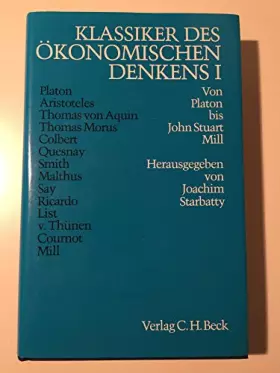 KLASSIKER DES
ÖKONOMISCHEN
DENKENS I
Platon
Aristoteles
Thomas von Aquin
Thomas Morus
Colbert
Quesnay
Smith
Malthus
Say
Ricardo
List
v. Thünen
Cournot
Mill
Von
Platon
bis
John Stuart
Mill
Herausgegeben
von
Joachim
Starbatty
Verlag C. H. Beck